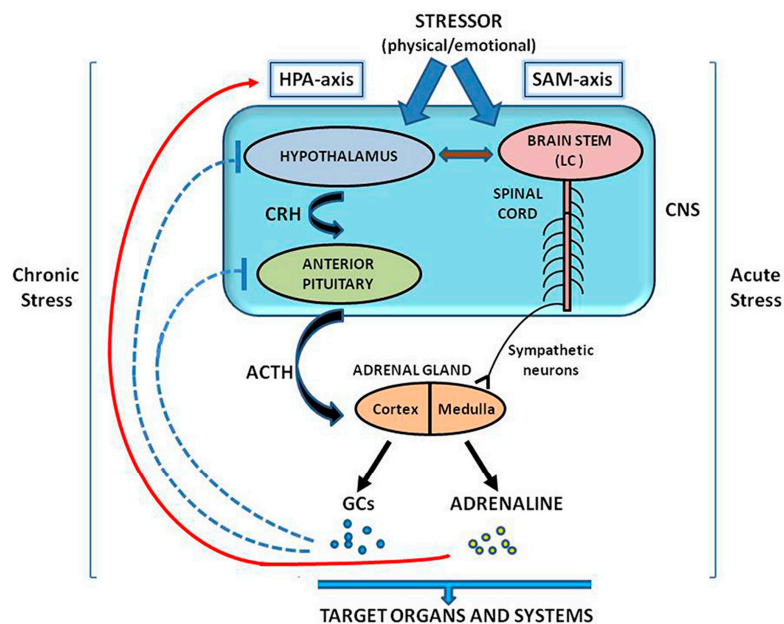 STRESSOR
(physical/emotional)
HPA-axis
SAM-axis
HYPOTHALAMUS
BRAIN STEM
(LC )
CRH
SPINAL
CORD
CNS
ANTERIOR
PITUITARY
Chronic
Stress
Acute
Stress
ACTH
ADRENAL GLAND
Sympathetic
neurons
Cortex
Medulla
GCs
ADRENALINE
TARGET ORGANS AND SYSTEMS